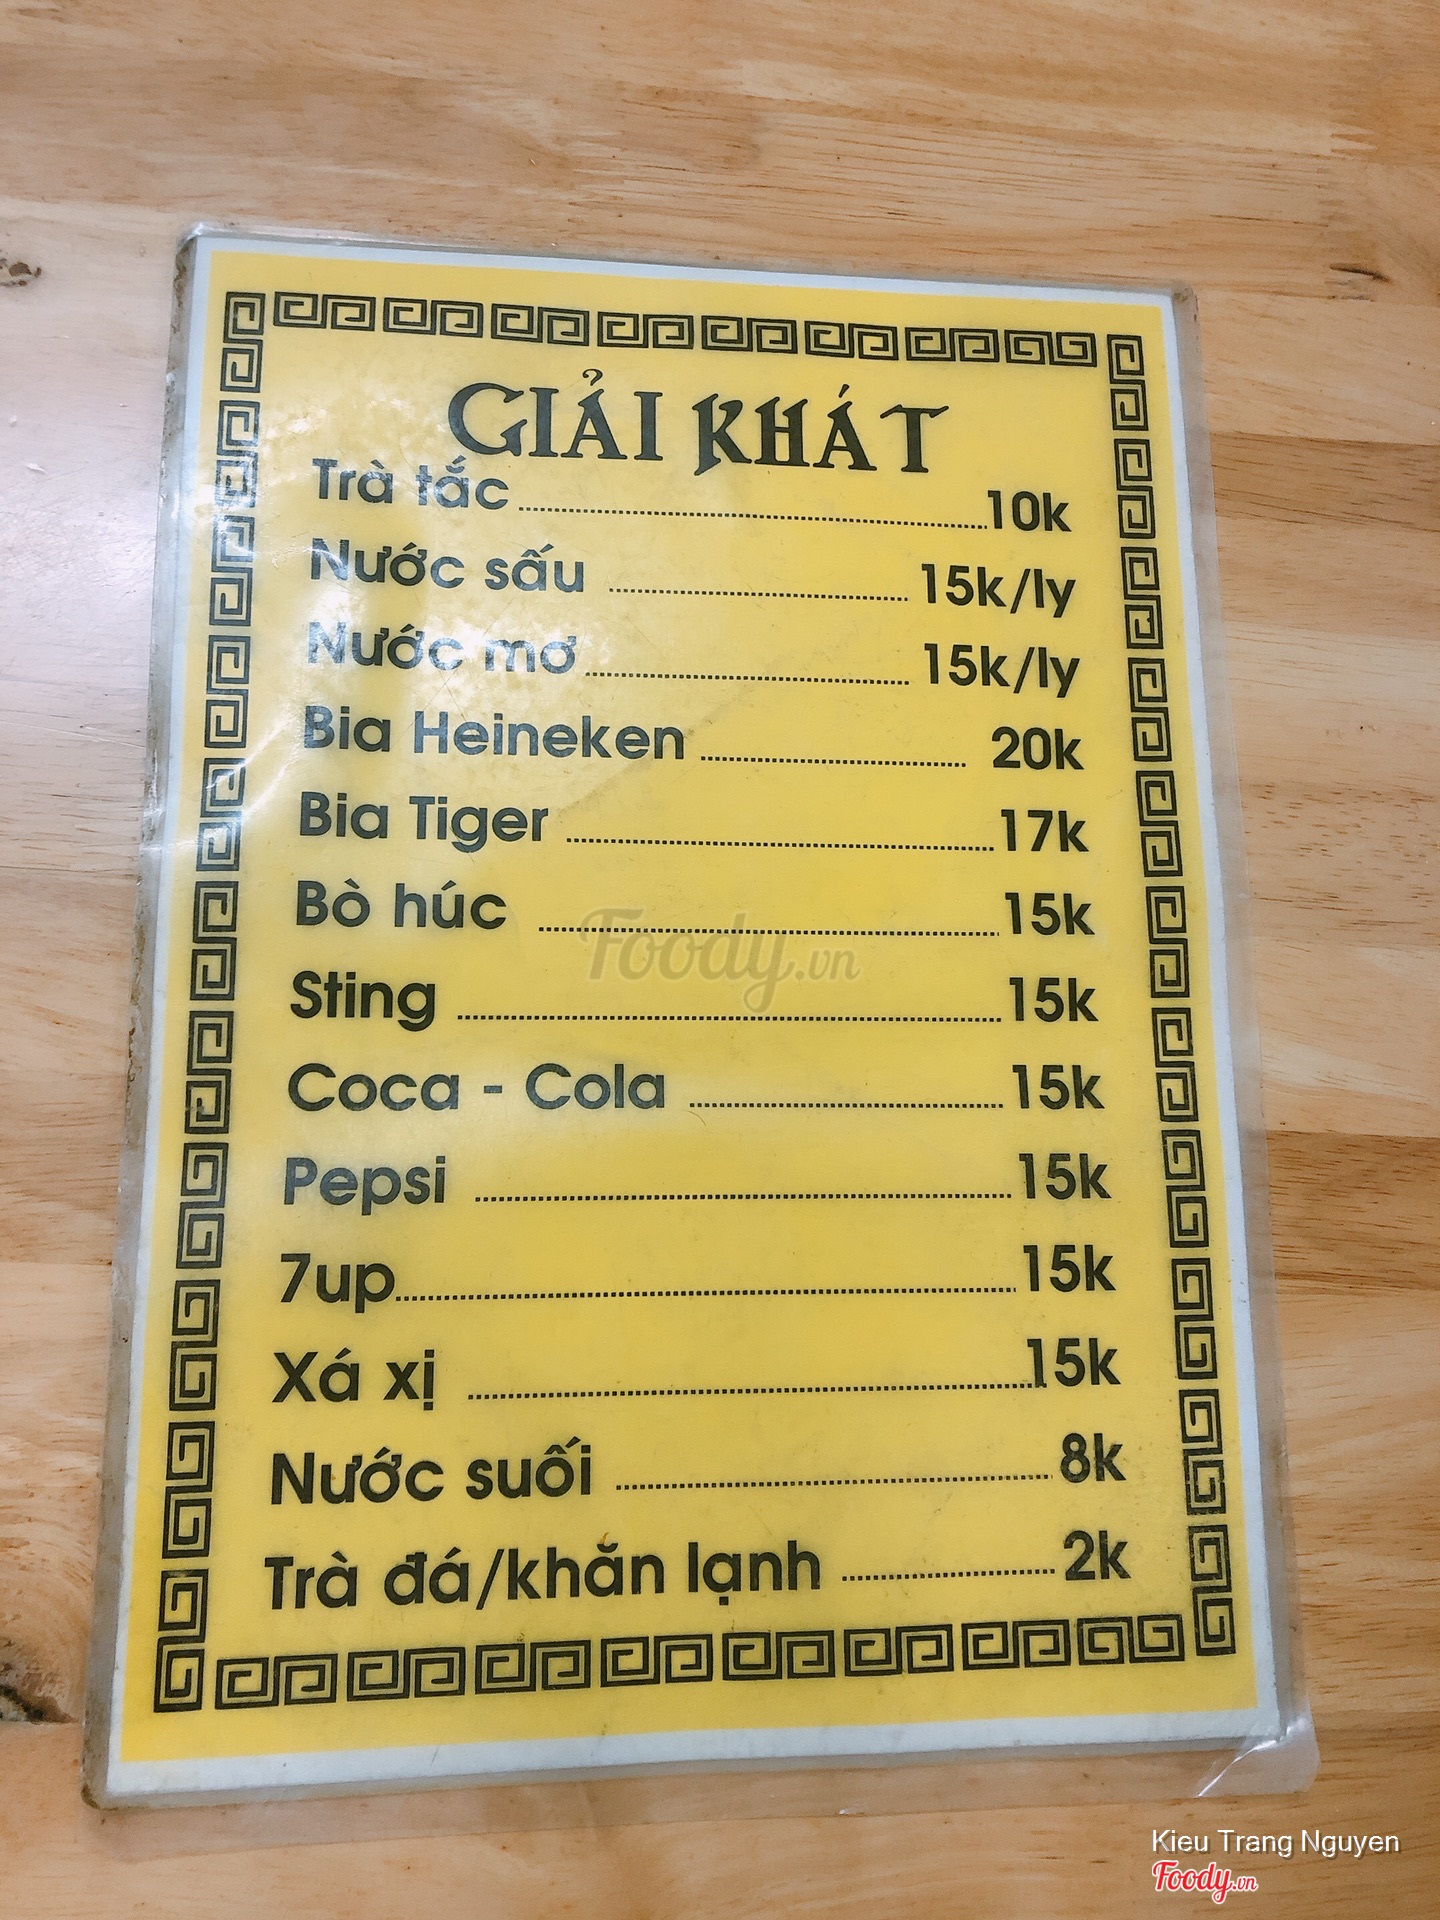 GIẢI KHÁT
Trà tắc 10k
Nước sấu 15k/ly
Nước mơ 15k/ly
Bia Heineken 20k
Bia Tiger 17k
Bò húc 15k
Foody.vn
Sting 15k
Coca - Cola 15k
Pepsi 15k
7up 15k
Xá xị 15k
Nước suối 8k
Trà đá/khăn lạnh 2k
Kieu Trang Nguyen
Foody.vn